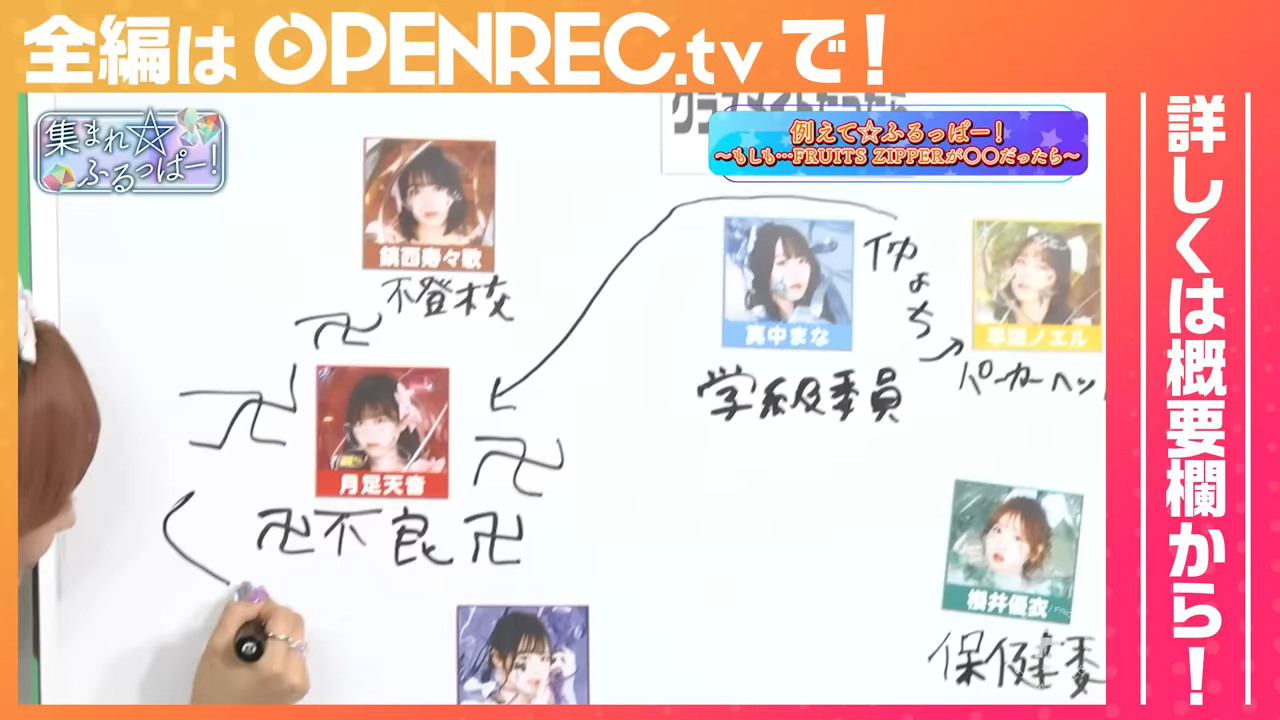 全編は OPENREC.tv で!
集まれ☆
ふるっぱー!
例えて☆ふるっぱー!
～もしも…FRUITS ZIPPERが〇〇だったら～
鎮西寿々歌
不登校
卍
卍
月足天音
卍
卍不良卍
真中まな
学級委員
仲よち
ノエル
パーカーヘッ
櫻井優衣
保健委
詳しくは概要欄から!